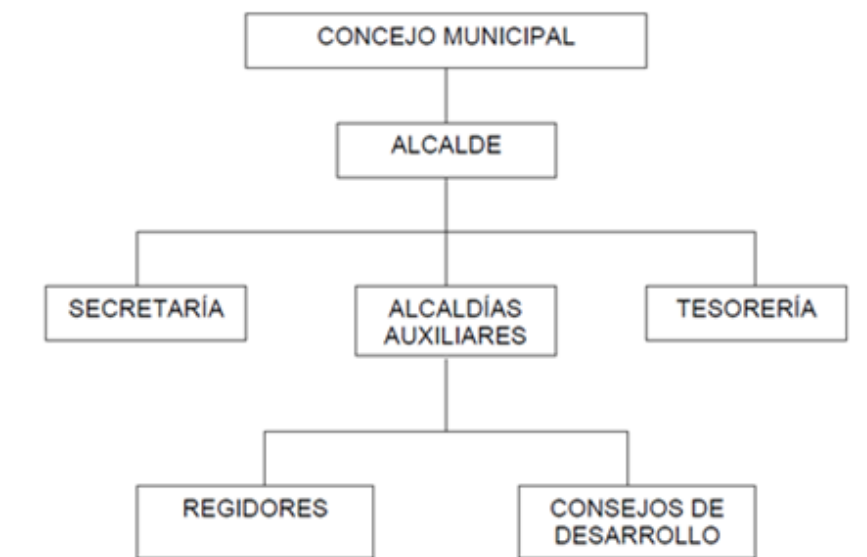 CONCEJO MUNICIPAL
ALCALDE
SECRETARÍA
ALCALDÍAS
AUXILIARES
TESORERÍA
REGIDORES
CONSEJOS DE
DESARROLLO